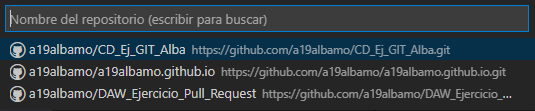 Nombre del repositorio (escribir para buscar)
a19albamo/CD_Ej_GIT_Alba https://github.com/a19albamo/CD_Ej_GIT_Alba.git
a19albamo/a19albamo.github.io https://github.com/a19albamo/a19albamo.github.io.git
a19albamo/DAW_Ejercicio_Pull_Request https://github.com/a19albamo/DAW_Ejercicio_...